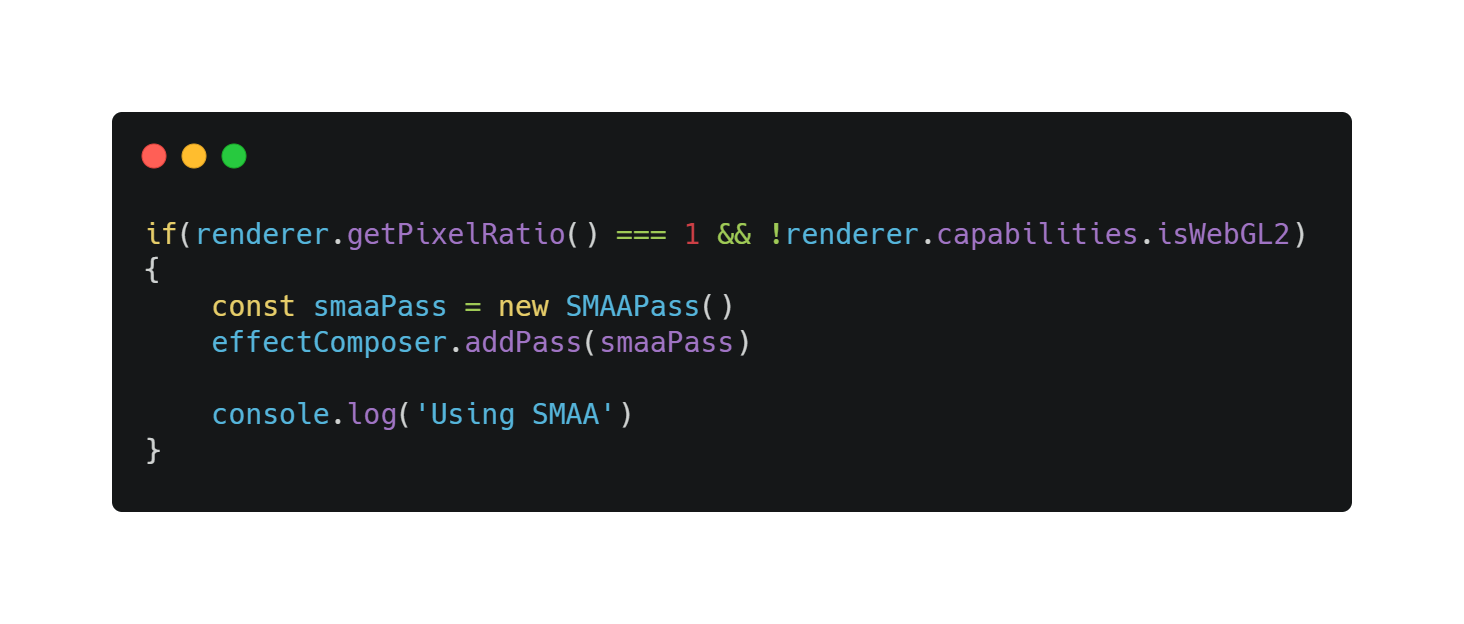 if(renderer.getPixelRatio() === 1 && !renderer.capabilities.isWebGL2)
{
    const smaaPass = new SMAAPass()
    effectComposer.addPass(smaaPass)

    console.log('Using SMAA')
}